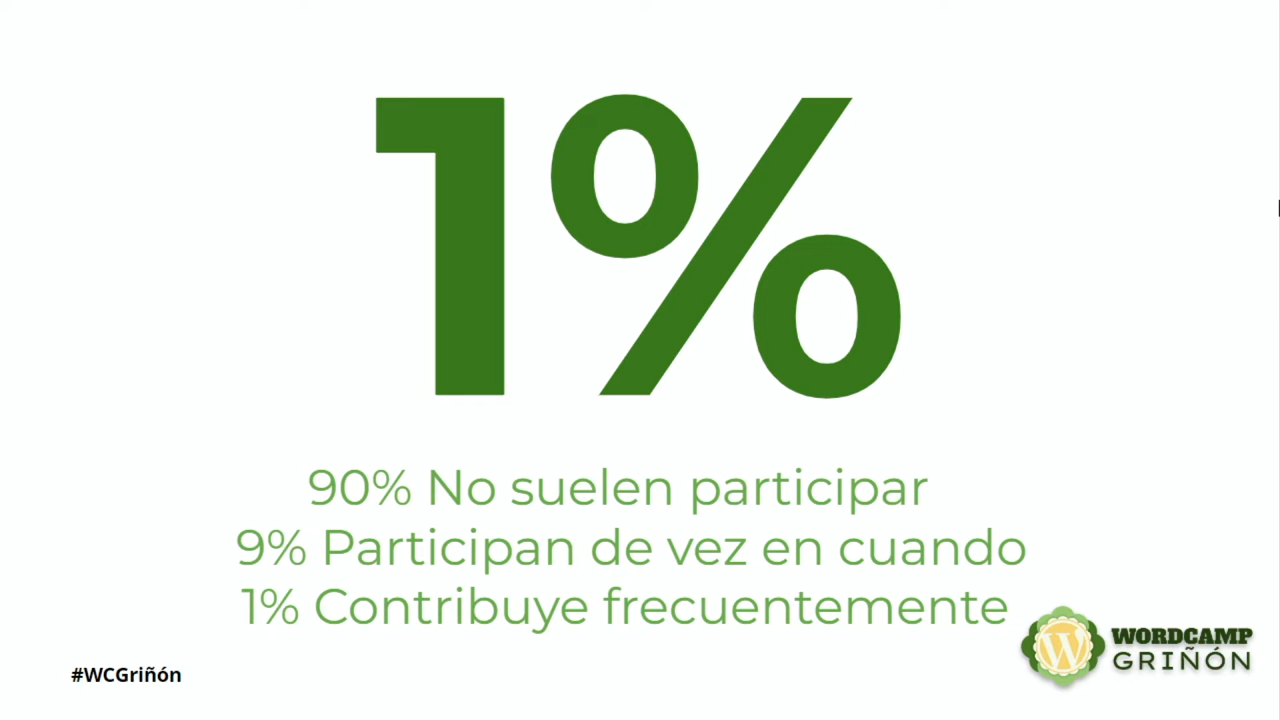 1%
90% No suelen participar
9% Participan de vez en cuando
1% Contribuye frecuentemente
#WCGriñón
W
WORDCAMP
GRIÑÓN